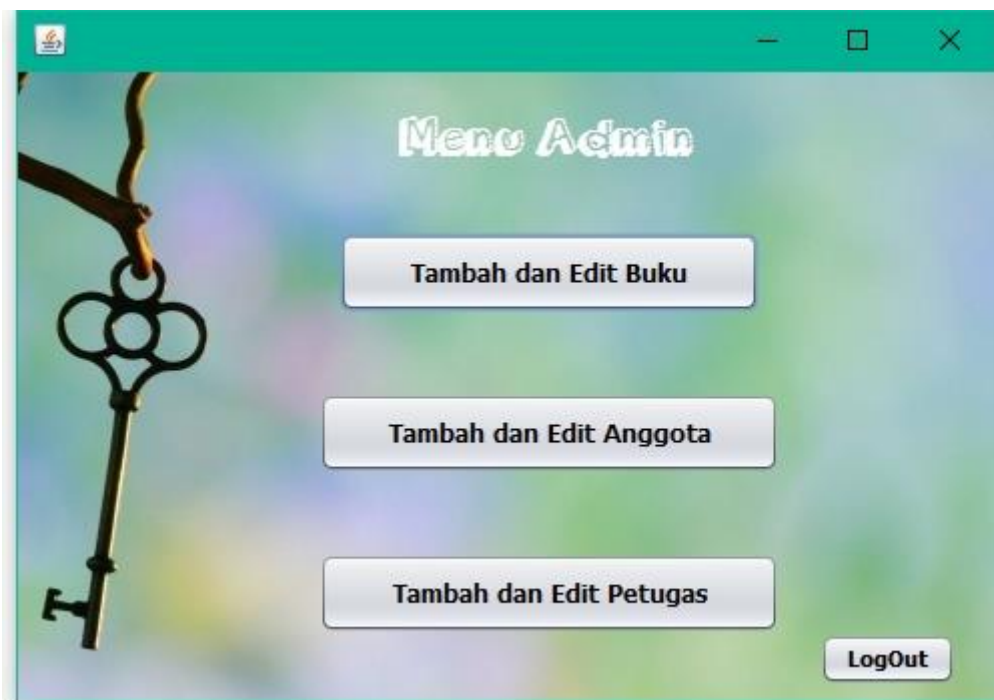 Menu Admin
Tambah dan Edit Buku
Tambah dan Edit Anggota
Tambah dan Edit Petugas
LogOut